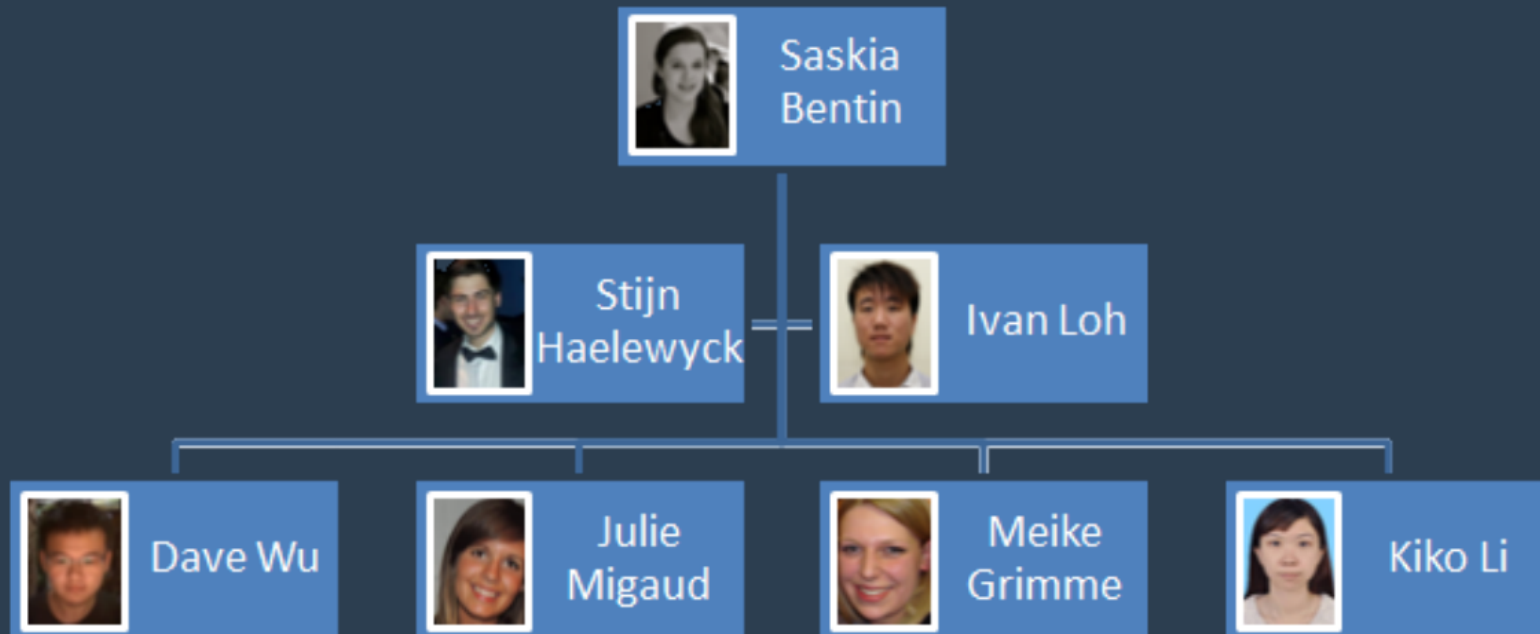 Saskia
Bentin
Stijn
Haelewyck
Ivan Loh
Dave Wu
Julie
Migaud
Meike
Grimme
Kiko Li